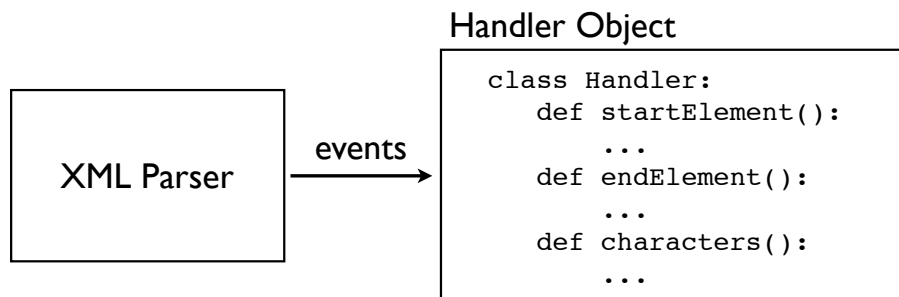 Handler Object
class Handler:
def startElement():
...
def endElement():
...
def characters():
...
XML Parser
events